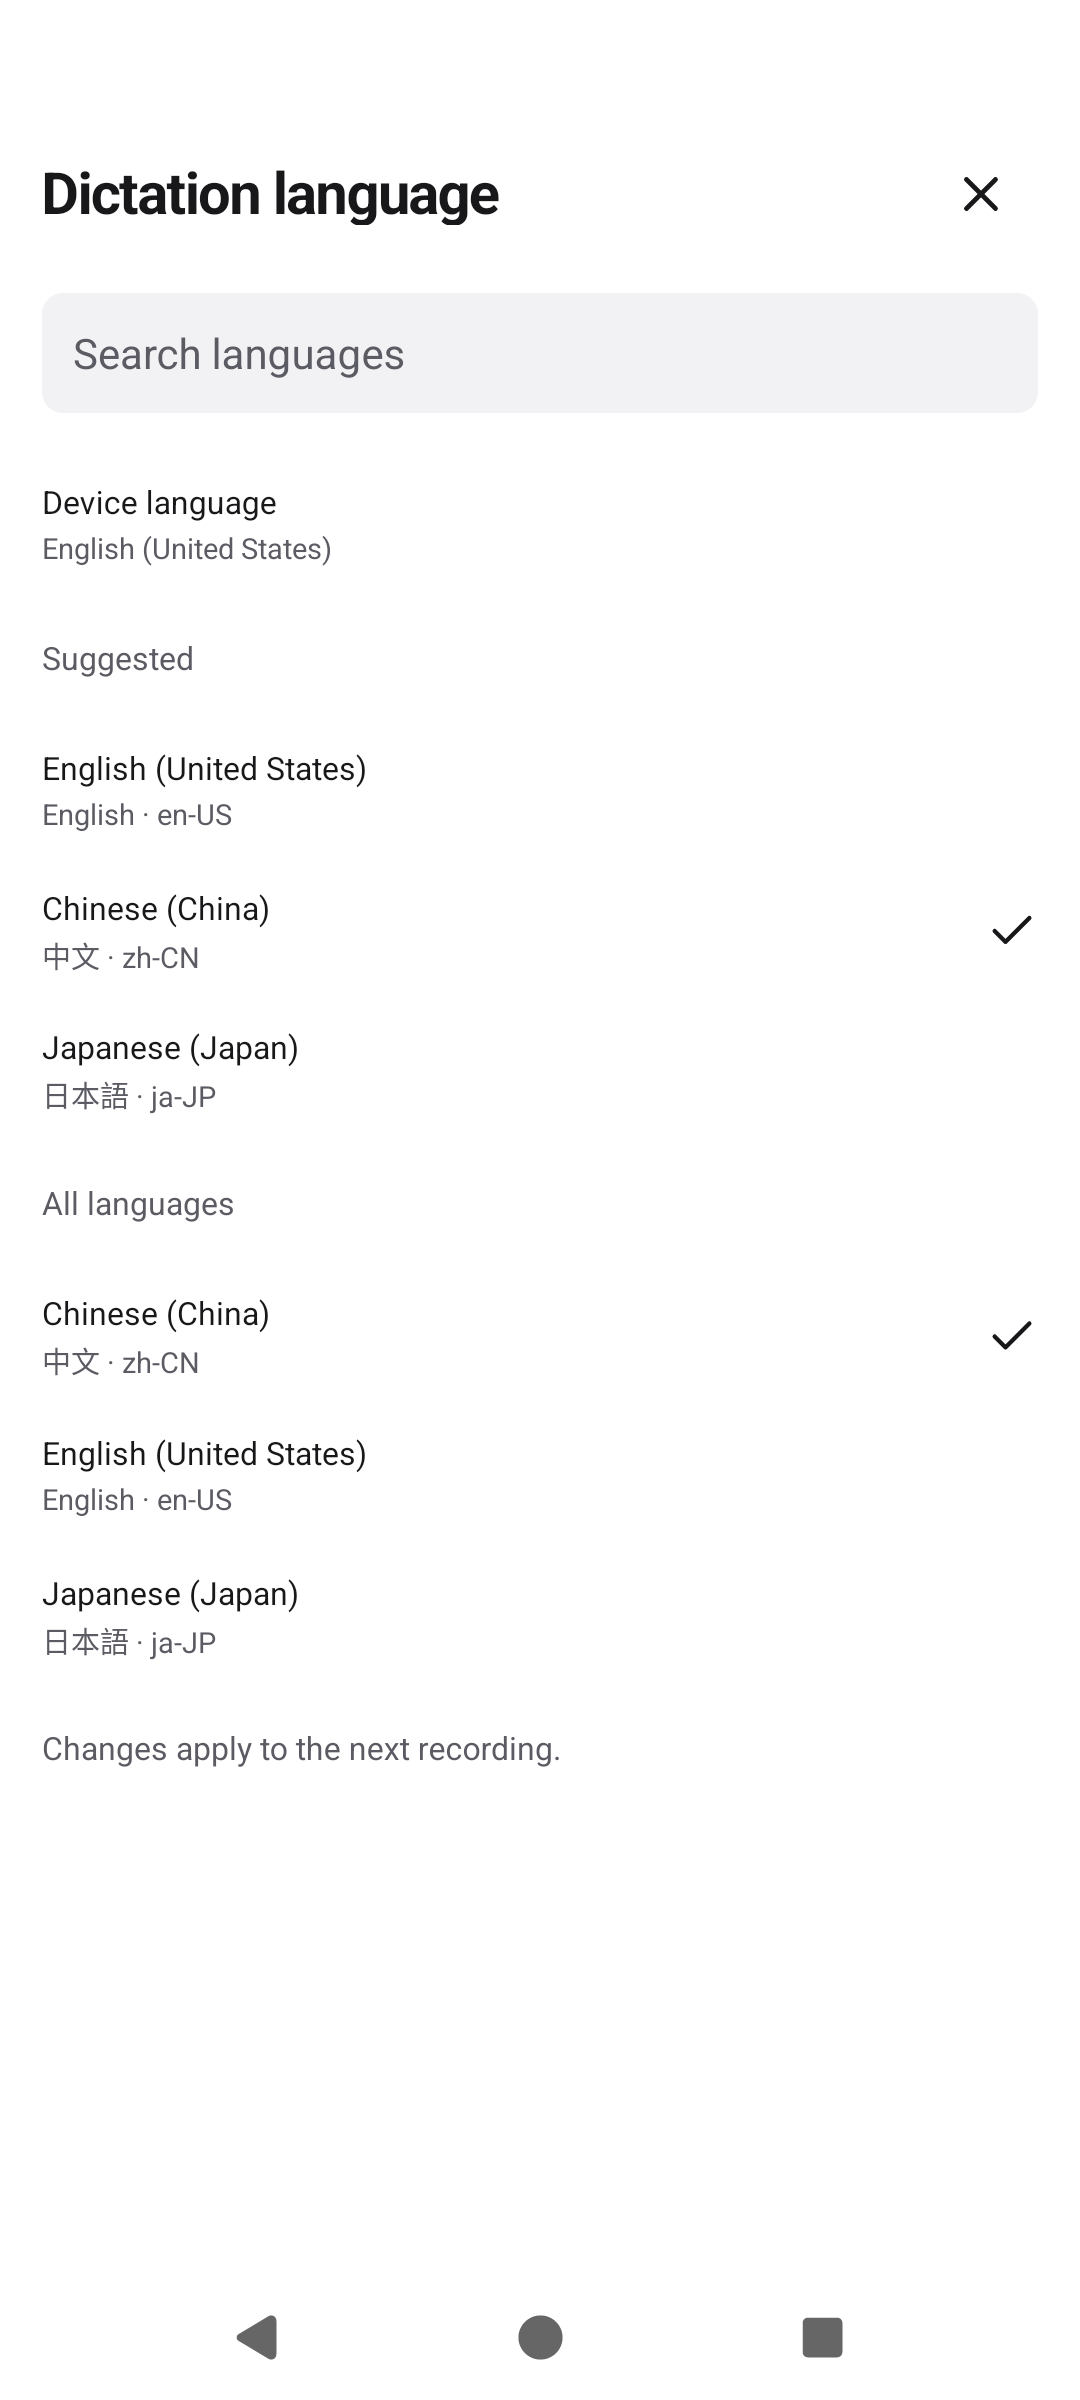 Dictation language
Search languages
Device language
English (United States)
Suggested
English (United States)
English · en-US
Chinese (China)
中文 · zh-CN
Japanese (Japan)
日本語 · ja-JP
All languages
Chinese (China)
中文 · zh-CN
English (United States)
English · en-US
Japanese (Japan)
日本語 · ja-JP
Changes apply to the next recording.